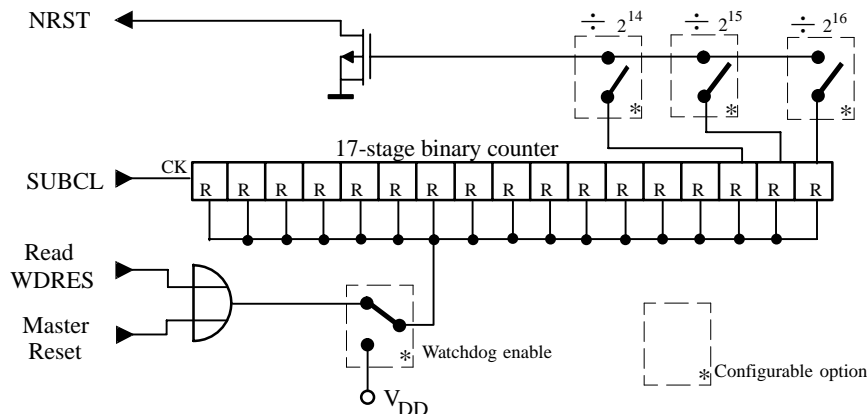 NRST
÷ 2^14
÷ 2^15
÷ 2^16
*
*
*
17-stage binary counter
SUBCL
CK
R R R R R R R R R R R R R R R R R
Read
WDRES
Master
Reset
* Watchdog enable
V_DD
* Configurable option